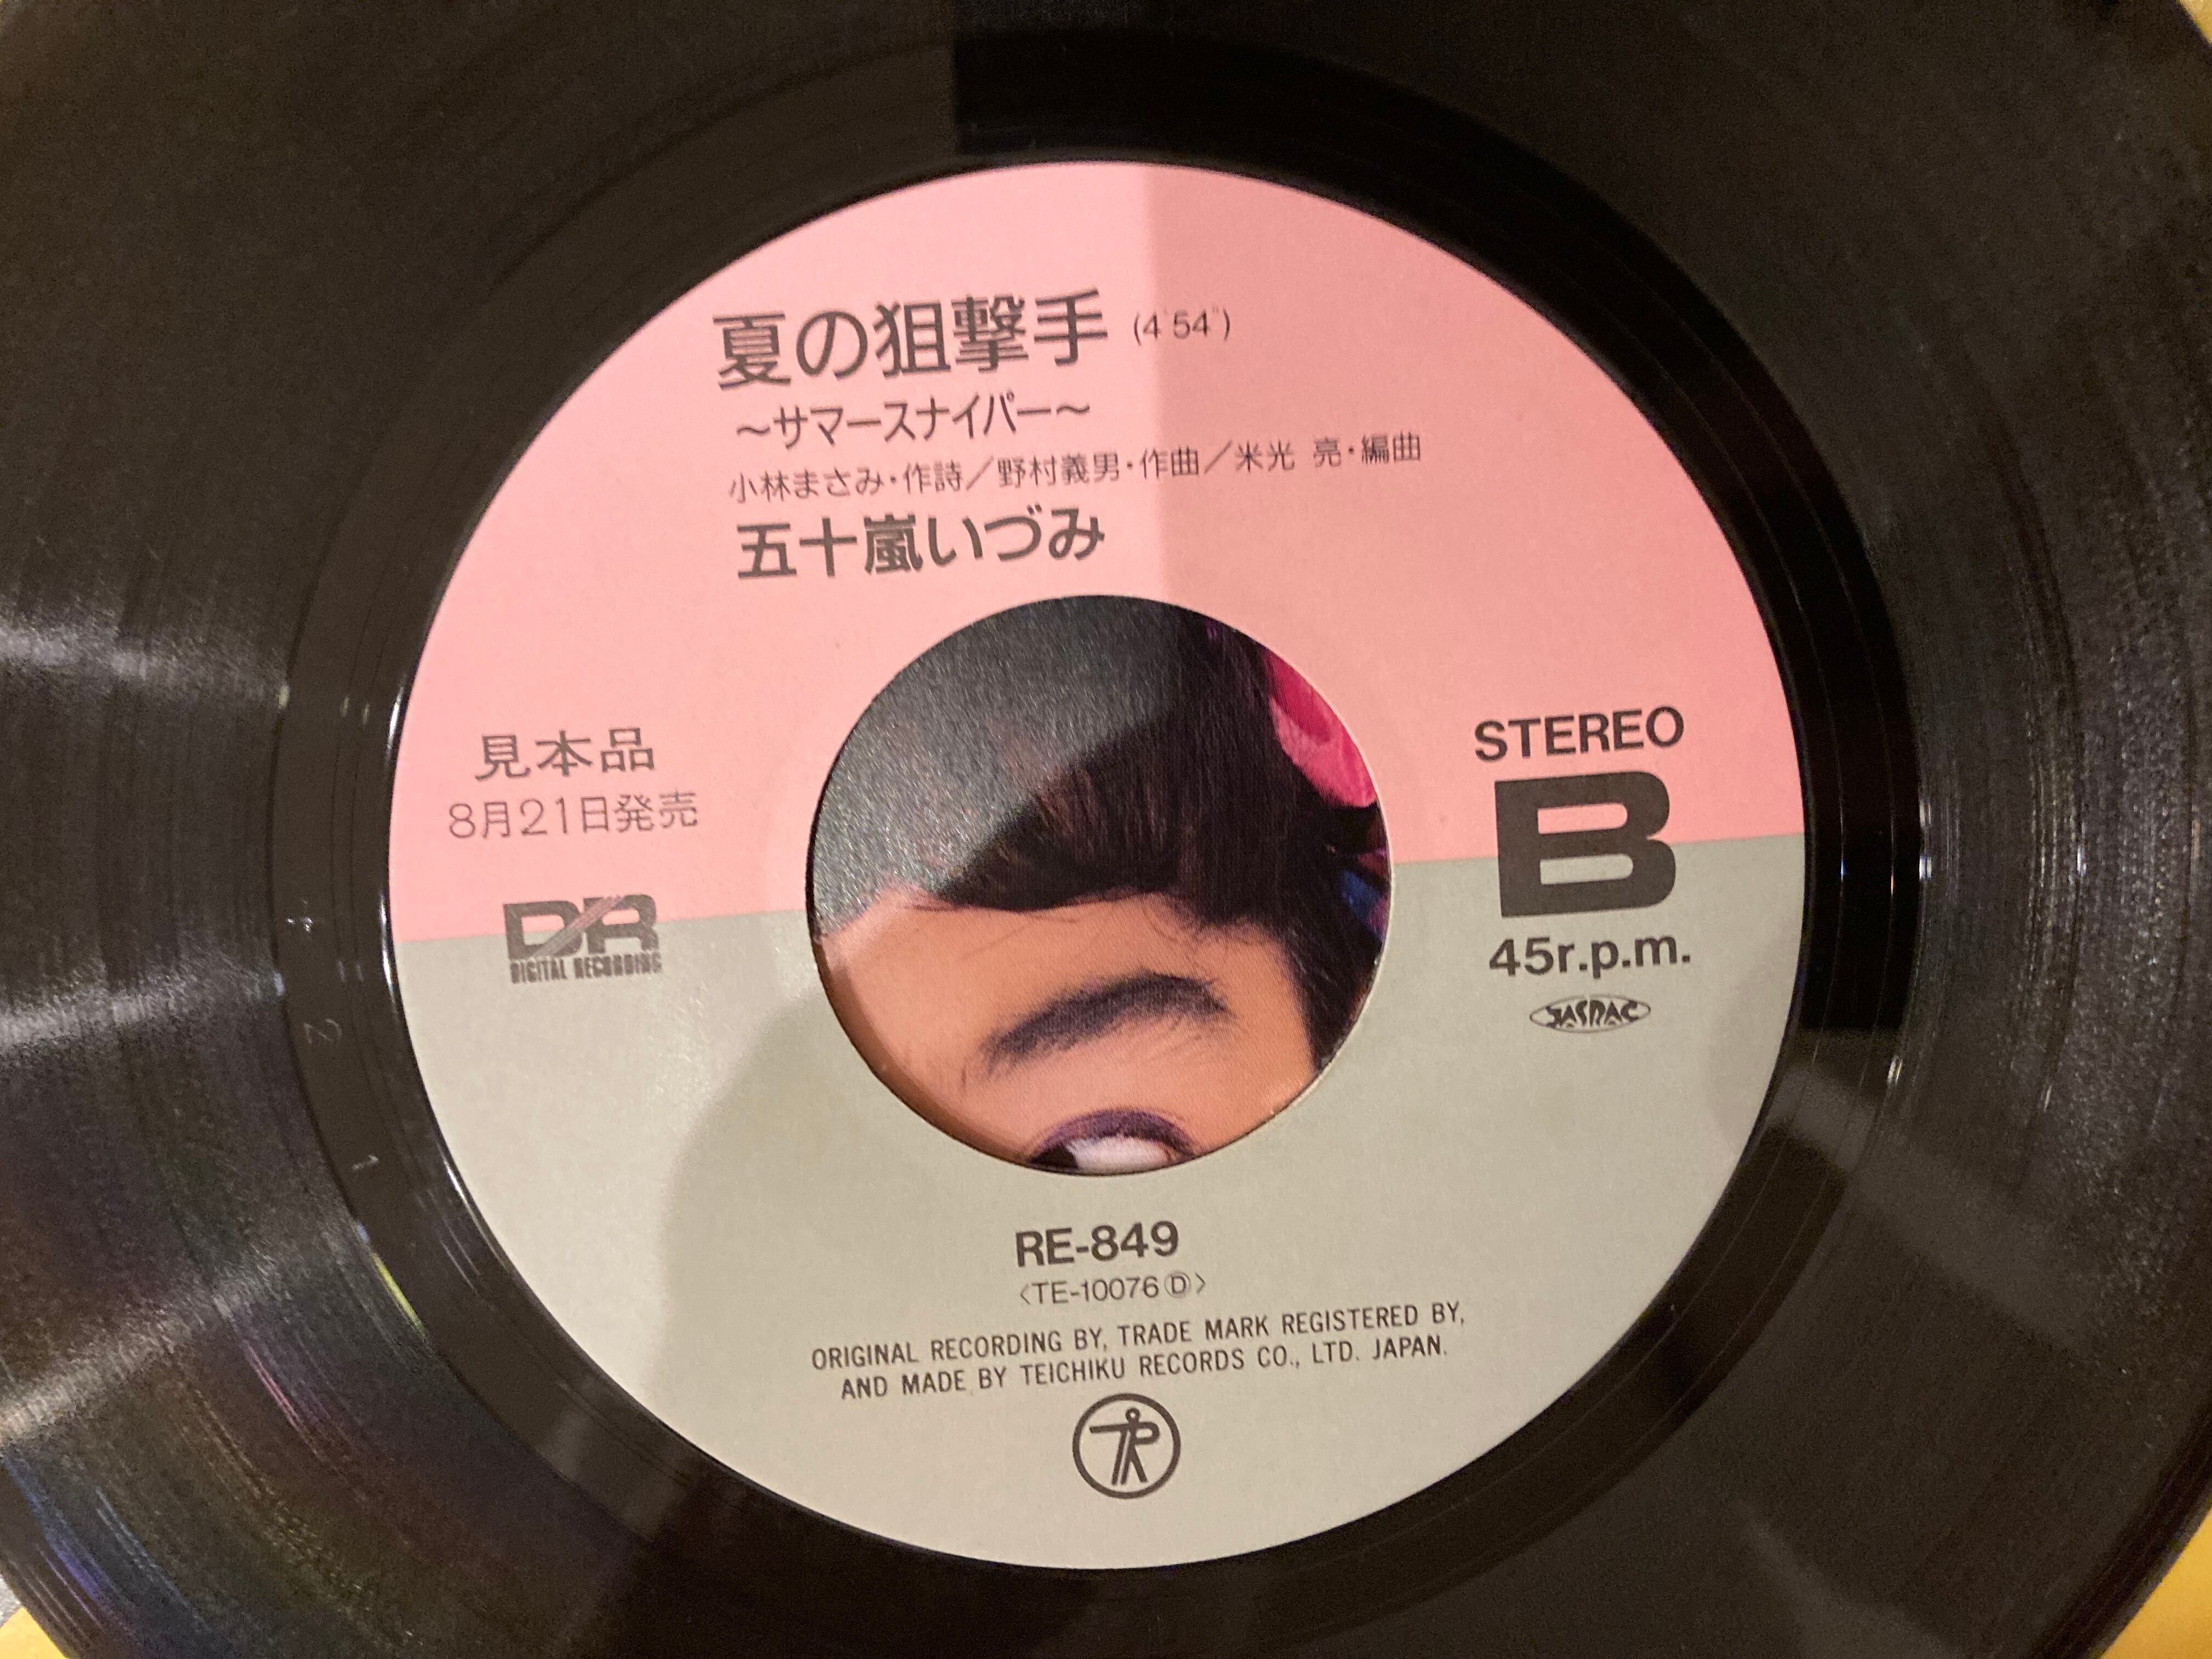 夏の狙撃手 (4'54")
〜サマースナイパー〜
小林まさみ・作詩／野村義男・作曲／米光 亮・編曲
五十嵐いづみ
見本品
8月21日発売
DR
DIGITAL RECORDING
STEREO
B
45r.p.m.
JASRAC
RE-849
〈TE-10076Ⓓ〉
ORIGINAL RECORDING BY, TRADE MARK REGISTERED BY,
AND MADE BY TEICHIKU RECORDS CO., LTD. JAPAN.